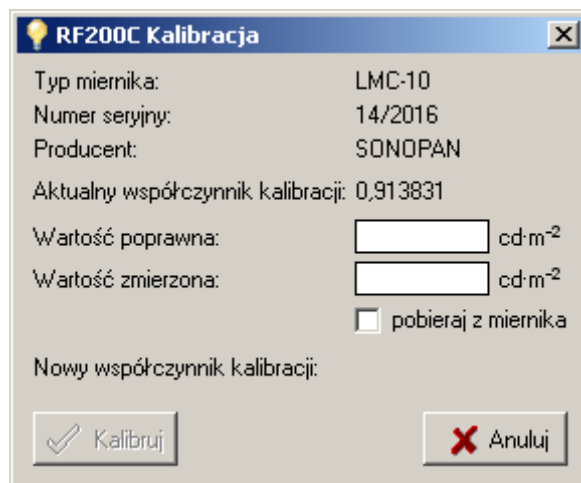 RF200C Kalibracja
Typ miernika: LMC-10
Numer seryjny: 14/2016
Producent: SONOPAN
Aktualny współczynnik kalibracji: 0,913831
Wartość poprawna: cd·m⁻²
Wartość zmierzona: cd·m⁻²
pobieraj z miernika
Nowy współczynnik kalibracji:
Kalibruj Anuluj